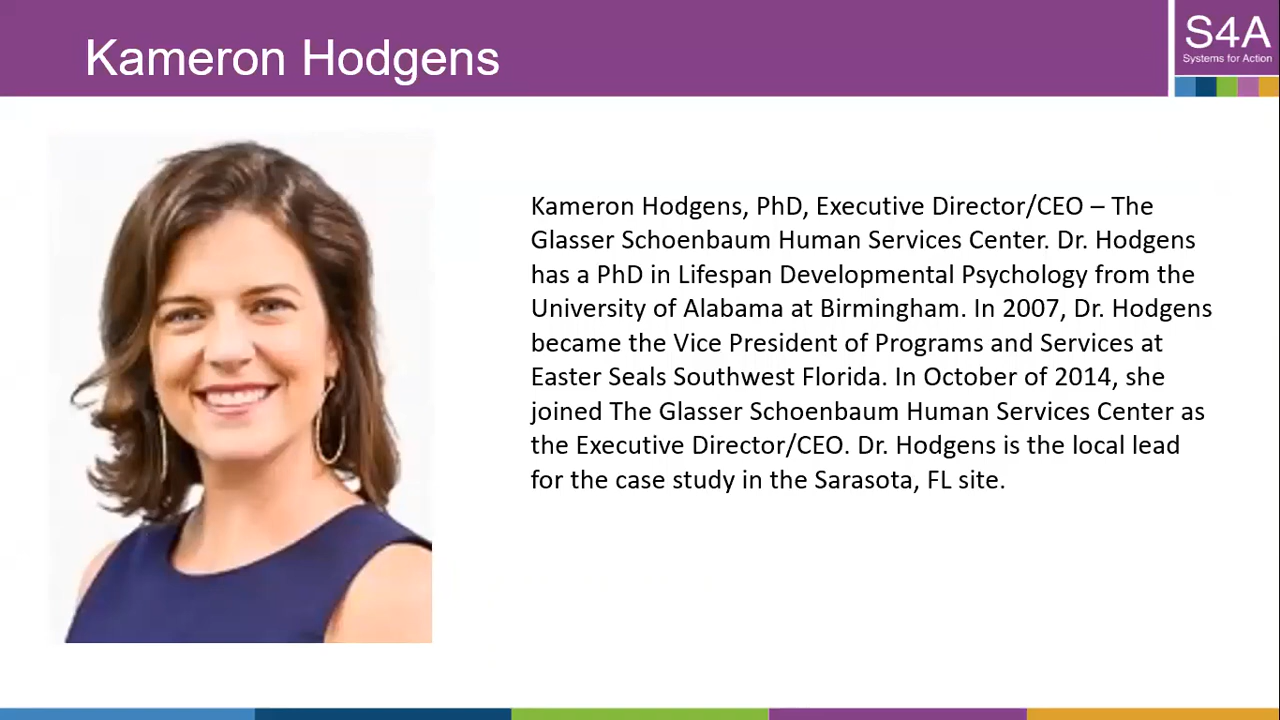 Kameron Hodgens
S4A
Systems for Action
Kameron Hodgens, PhD, Executive Director/CEO – The
Glasser Schoenbaum Human Services Center. Dr. Hodgens
has a PhD in Lifespan Developmental Psychology from the
University of Alabama at Birmingham. In 2007, Dr. Hodgens
became the Vice President of Programs and Services at
Easter Seals Southwest Florida. In October of 2014, she
joined The Glasser Schoenbaum Human Services Center as
the Executive Director/CEO. Dr. Hodgens is the local lead
for the case study in the Sarasota, FL site.